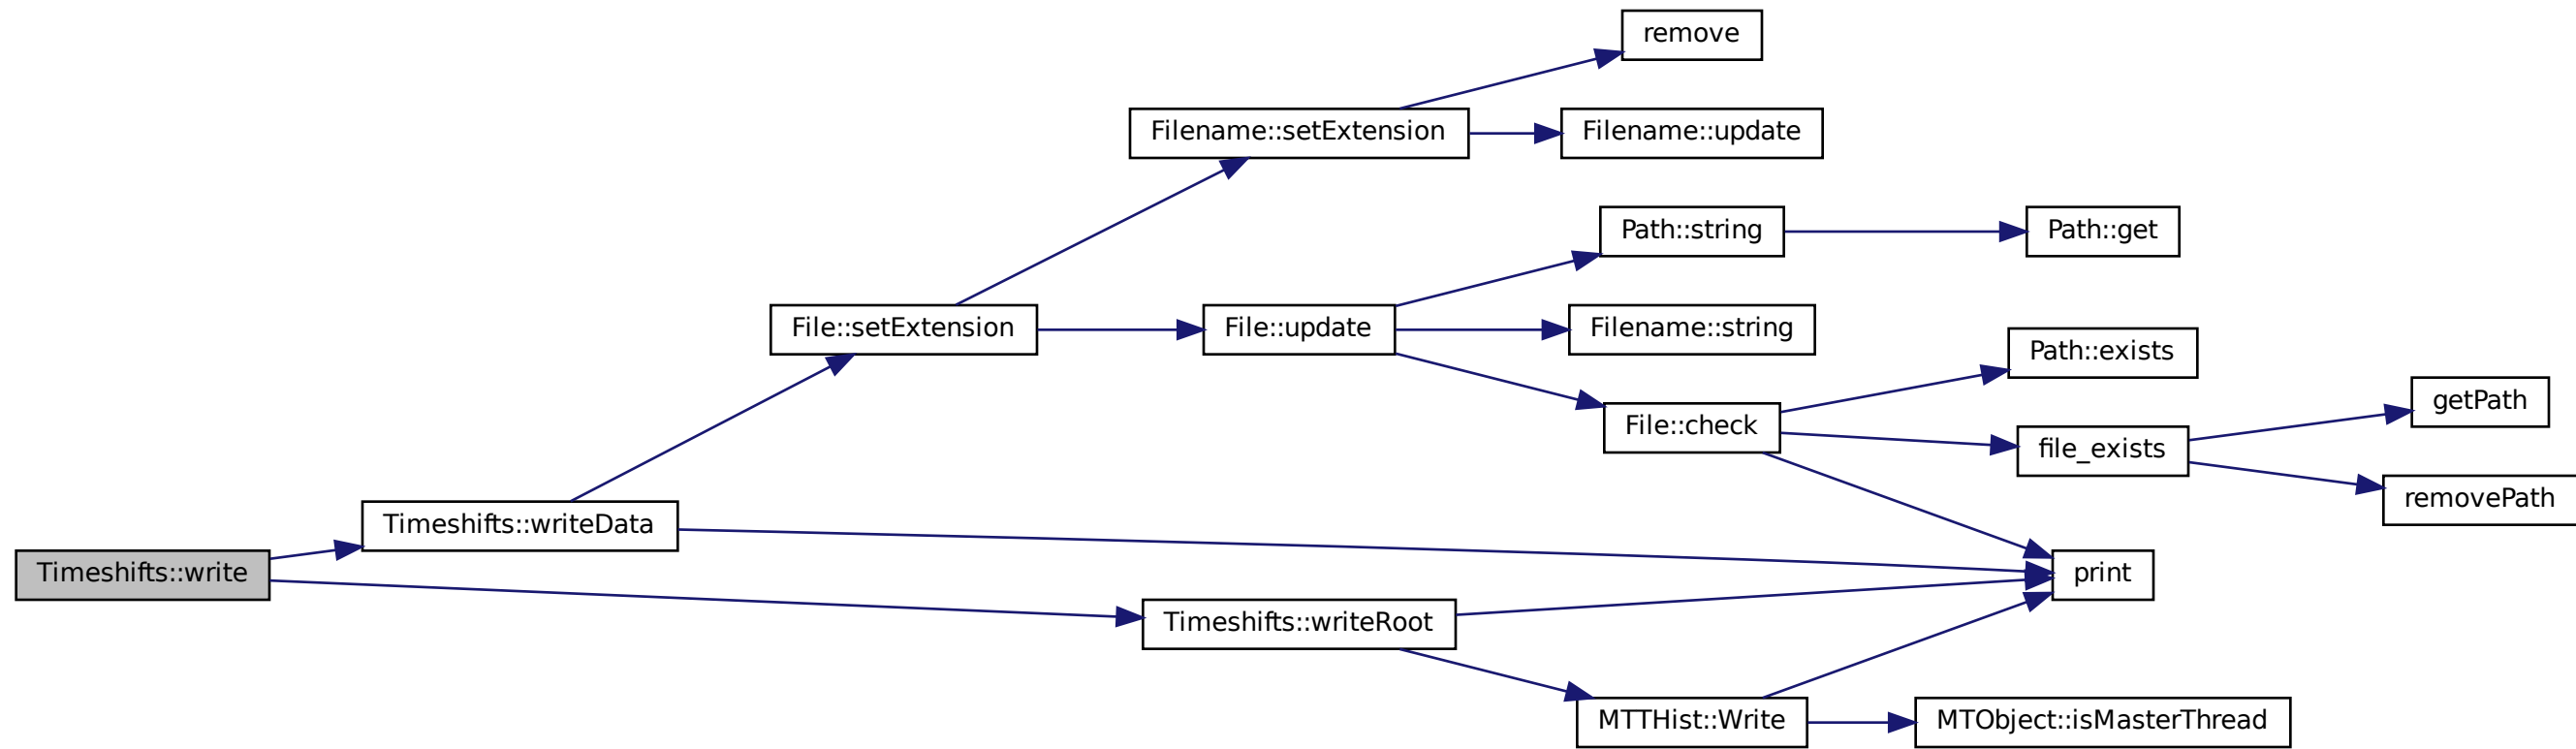 remove
Filename::setExtension
Filename::update
Path::string
Path::get
File::setExtension
File::update
Filename::string
Path::exists
getPath
File::check
file_exists
removePath
Timeshifts::writeData
Timeshifts::write
print
Timeshifts::writeRoot
MTTHist::Write
MTObject::isMasterThread